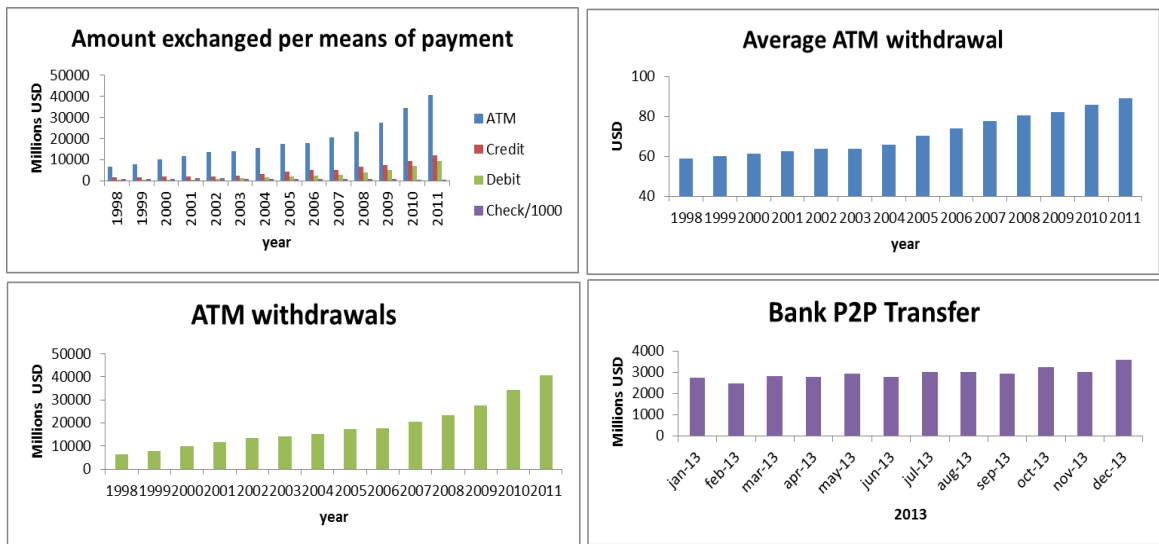 Amount exchanged per means of payment
Millions USD
50000
40000
30000
20000
10000
0
1998
1999
2000
2001
2002
2003
2004
2005
2006
2007
2008
2009
2010
2011
year
ATM
Credit
Debit
Check/1000
Average ATM withdrawal
USD
100
80
60
40
1998 1999 2000 2001 2002 2003 2004 2005 2006 2007 2008 2009 2010 2011
year
ATM withdrawals
Millions USD
50000
40000
30000
20000
10000
0
1998 1999 2000 2001 2002 2003 2004 2005 2006 2007 2008 2009 2010 2011
year
Bank P2P Transfer
Millions USD
4000
3000
2000
1000
0
jan-13
feb-13
mar-13
apr-13
may-13
jun-13
jul-13
aug-13
sep-13
oct-13
nov-13
dec-13
2013